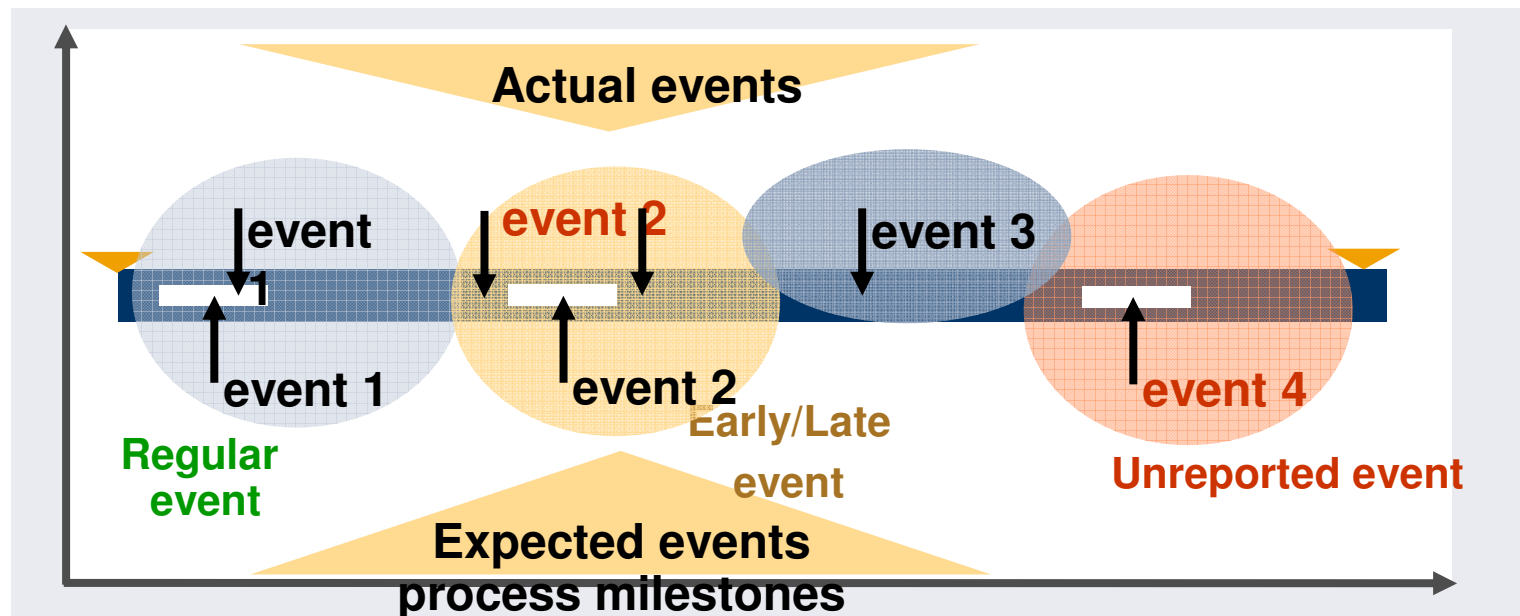 Actual events
event 2
event
1
event 3
event 1
event 2
event 4
Early/Late
event
Regular
event
Unreported event
Expected events
process milestones